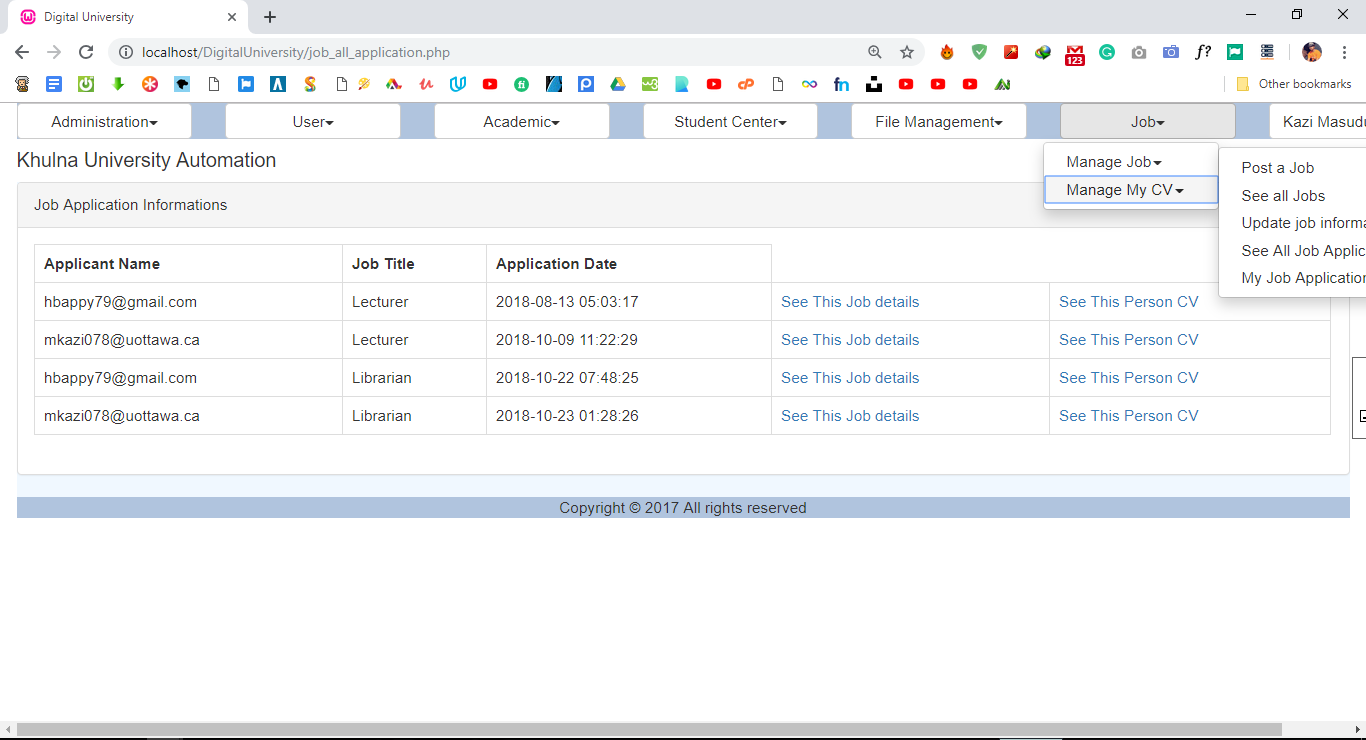 Digital University
localhost/DigitalUniversity/job_all_application.php
123
f?
Other bookmarks
Administration
User
Academic
Student Center
File Management
Job
Kazi Masudu
Khulna University Automation
Manage Job
Manage My CV
Post a Job
See all Jobs
Update job informa
See All Job Applic
My Job Application
Job Application Informations
Applicant Name Job Title Application Date
hbappy79@gmail.com Lecturer 2018-08-13 05:03:17 See This Job details See This Person CV
mkazi078@uottawa.ca Lecturer 2018-10-09 11:22:29 See This Job details See This Person CV
hbappy79@gmail.com Librarian 2018-10-22 07:48:25 See This Job details See This Person CV
mkazi078@uottawa.ca Librarian 2018-10-23 01:28:26 See This Job details See This Person CV
Copyright © 2017 All rights reserved